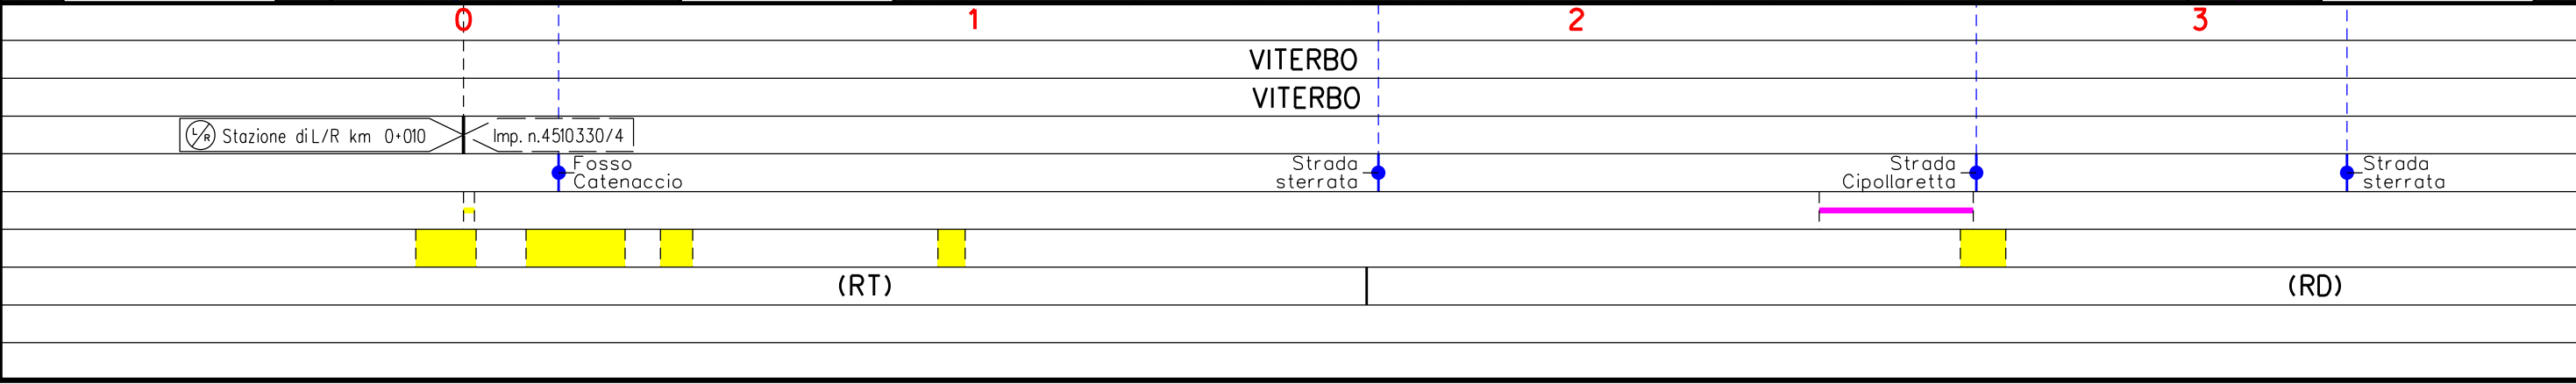 0 1 2 3
VITERBO
VITERBO
L/R Stazione di L/R km 0+010 Imp. n.4510330/4
Fosso
Catenaccio
Strada
sterrata
Strada
Cipollaretta
Strada
sterrata
(RT) (RD)